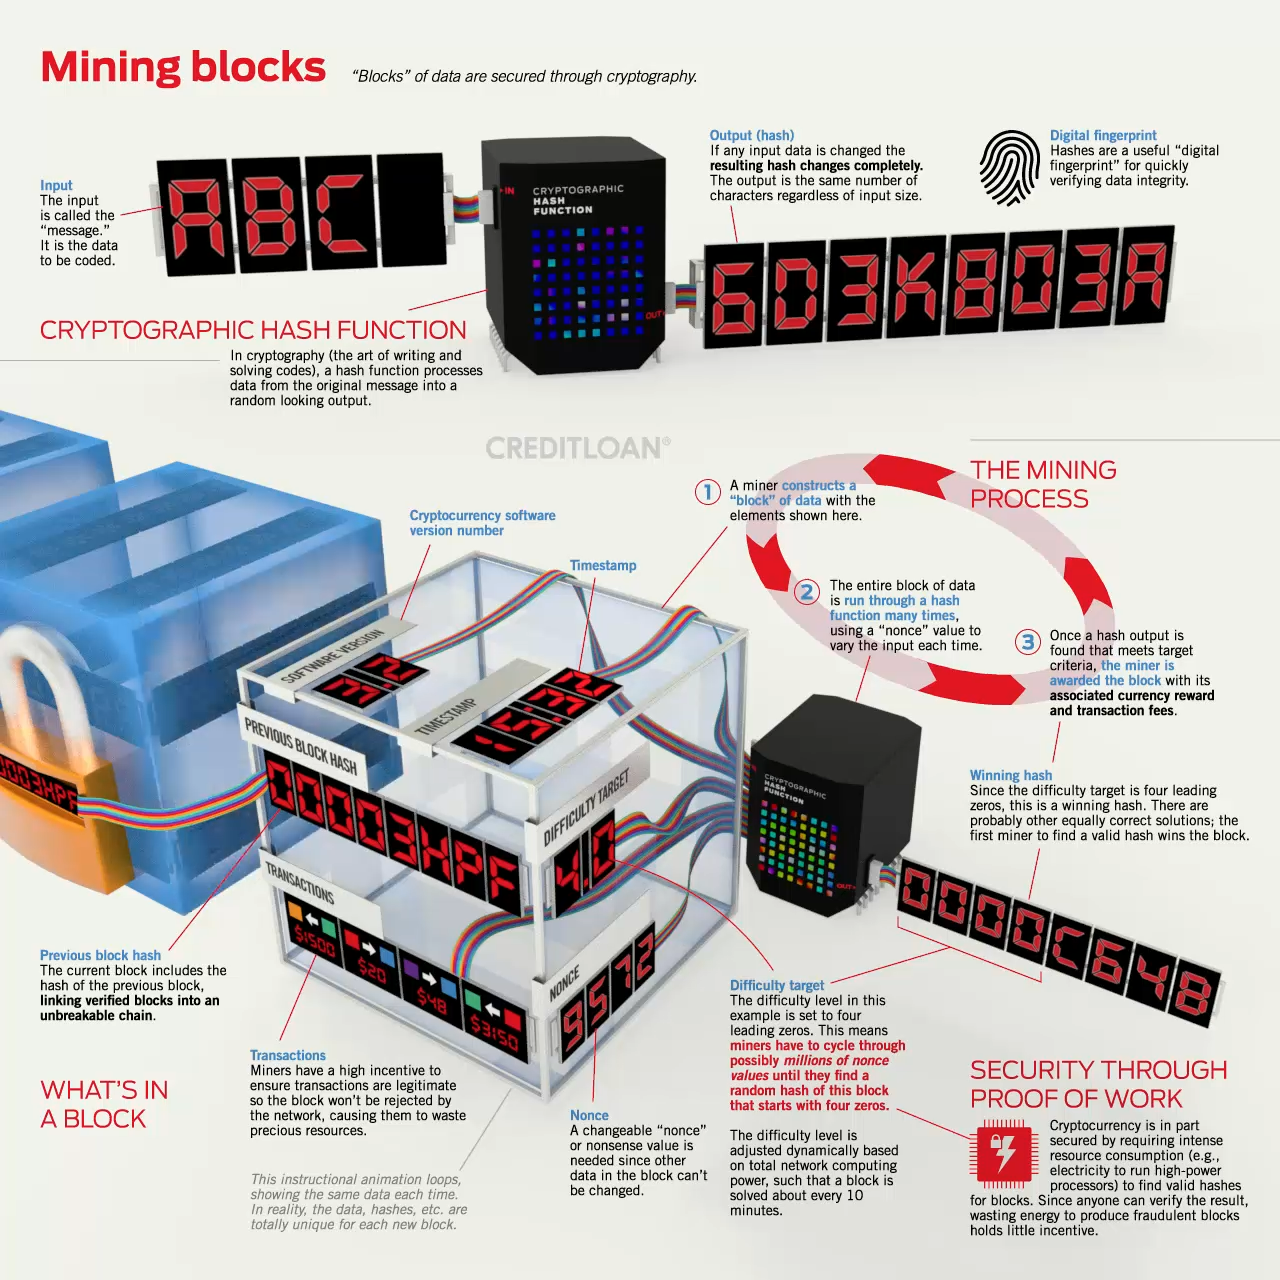 Mining blocks
“Blocks” of data are secured through cryptography.
Input
The input
is called the
“message.”
It is the data
to be coded.
ABC
IN
CRYPTOGRAPHIC
HASH
FUNCTION
OUT
Output (hash)
If any input data is changed the
resulting hash changes completely.
The output is the same number of
characters regardless of input size.
Digital fingerprint
Hashes are a useful “digital
fingerprint” for quickly
verifying data integrity.
6D3K803A
CRYPTOGRAPHIC HASH FUNCTION
In cryptography (the art of writing and
solving codes), a hash function processes
data from the original message into a
random looking output.
CREDITLOAN®
THE MINING
PROCESS
1
A miner constructs a
“block” of data with the
elements shown here.
2
The entire block of data
is run through a hash
function many times,
using a “nonce” value to
vary the input each time.
3
Once a hash output is
found that meets target
criteria, the miner is
awarded the block with its
associated currency reward
and transaction fees.
Cryptocurrency software
version number
Timestamp
SOFTWARE VERSION
3.2
TIMESTAMP
15:32
PREVIOUS BLOCK HASH
00003HPF
0003HPF
DIFFICULTY TARGET
4.0
TRANSACTIONS
$1500
$20
$48
$3150
NONCE
9572
CRYPTOGRAPHIC
HASH
FUNCTION
OUT
0000C648
Winning hash
Since the difficulty target is four leading
zeros, this is a winning hash. There are
probably other equally correct solutions; the
first miner to find a valid hash wins the block.
Previous block hash
The current block includes the
hash of the previous block,
linking verified blocks into an
unbreakable chain.
WHAT’S IN
A BLOCK
Transactions
Miners have a high incentive to
ensure transactions are legitimate
so the block won’t be rejected by
the network, causing them to waste
precious resources.
This instructional animation loops,
showing the same data each time.
In reality, the data, hashes, etc. are
totally unique for each new block.
Nonce
A changeable “nonce”
or nonsense value is
needed since other
data in the block can’t
be changed.
Difficulty target
The difficulty level in this
example is set to four
leading zeros. This means
miners have to cycle through
possibly millions of nonce
values until they find a
random hash of this block
that starts with four zeros.
The difficulty level is
adjusted dynamically based
on total network computing
power, such that a block is
solved about every 10
minutes.
SECURITY THROUGH
PROOF OF WORK
Cryptocurrency is in part
secured by requiring intense
resource consumption (e.g.,
electricity to run high-power
processors) to find valid hashes
for blocks. Since anyone can verify the result,
wasting energy to produce fraudulent blocks
holds little incentive.